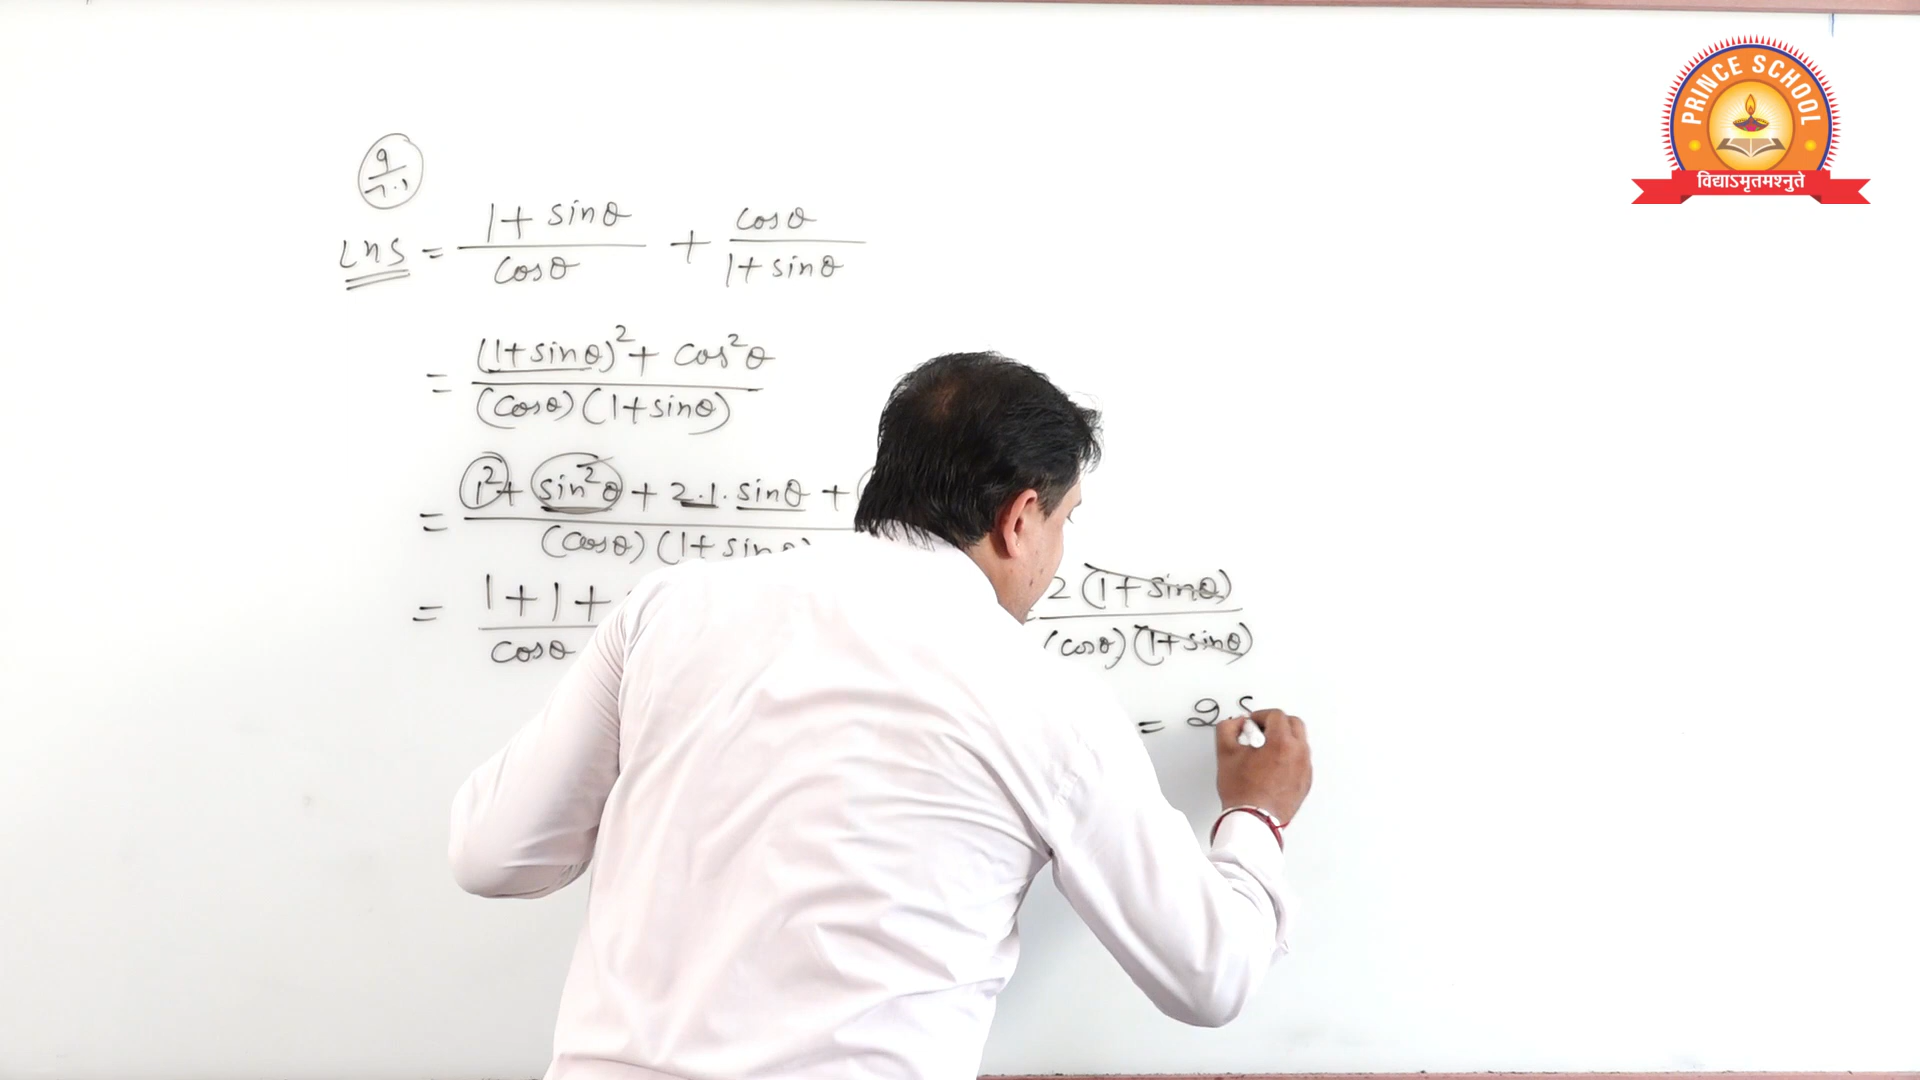 9/7.1
LHS = (1 + sinθ)/(cosθ) + (cosθ)/(1 + sinθ)
= ((1+sinθ)² + cos²θ)/((cosθ)(1+sinθ))
= (1² + sin²θ + 2.1. sinθ +)/((cosθ)(1+ sinθ)
= (1+1+)/(cosθ
2(1+sinθ)/(cosθ)(1+sinθ)
= 2.S
PRINCE SCHOOL
विद्याऽमृतमश्नुते